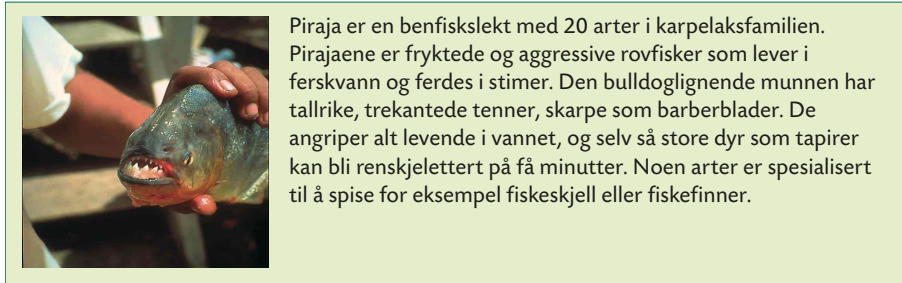 Piraja er en benfiskslekt med 20 arter i karpelaksfamilien.
Pirajaene er fryktede og aggressive rovfisker som lever i
ferskvann og ferdes i stimer. Den bulldoglignende munnen har
tallrike, trekantede tenner, skarpe som barberblader. De
angriper alt levende i vannet, og selv så store dyr som tapirer
kan bli renskjelettert på få minutter. Noen arter er spesialisert
til å spise for eksempel fiskeskjell eller fiskefinner.